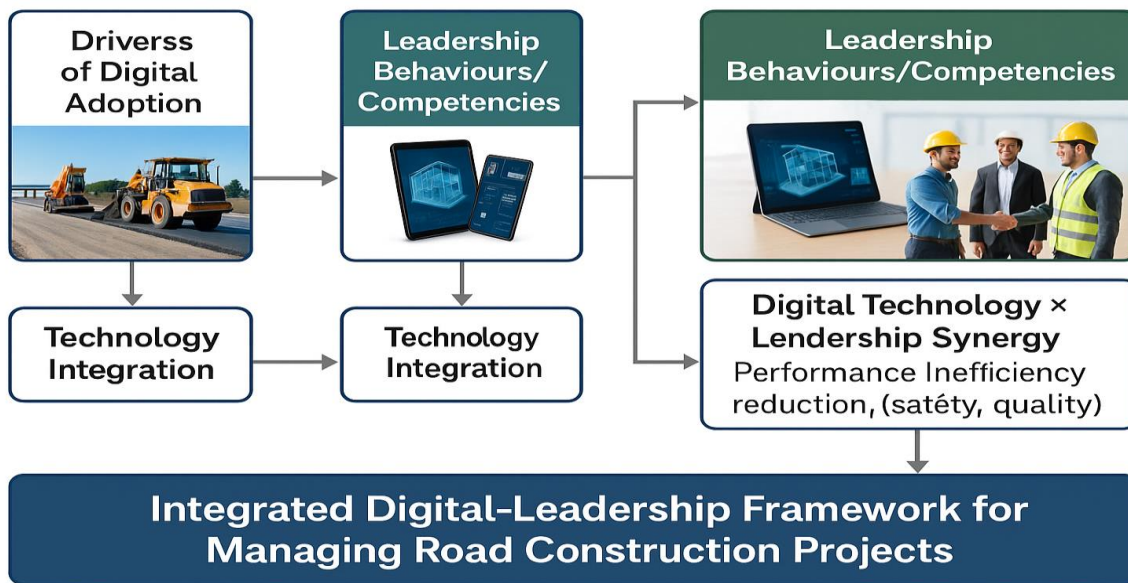 Driverss
of Digital
Adoption
Leadership
Behaviours/
Competencies
Leadership
Behaviours/Competencies
Technology
Integration
Technology
Integration
Digital Technology ×
Lendership Synergy
Performance Inefficiency
reduction, (satéty, quality)
Integrated Digital-Leadership Framework for
Managing Road Construction Projects